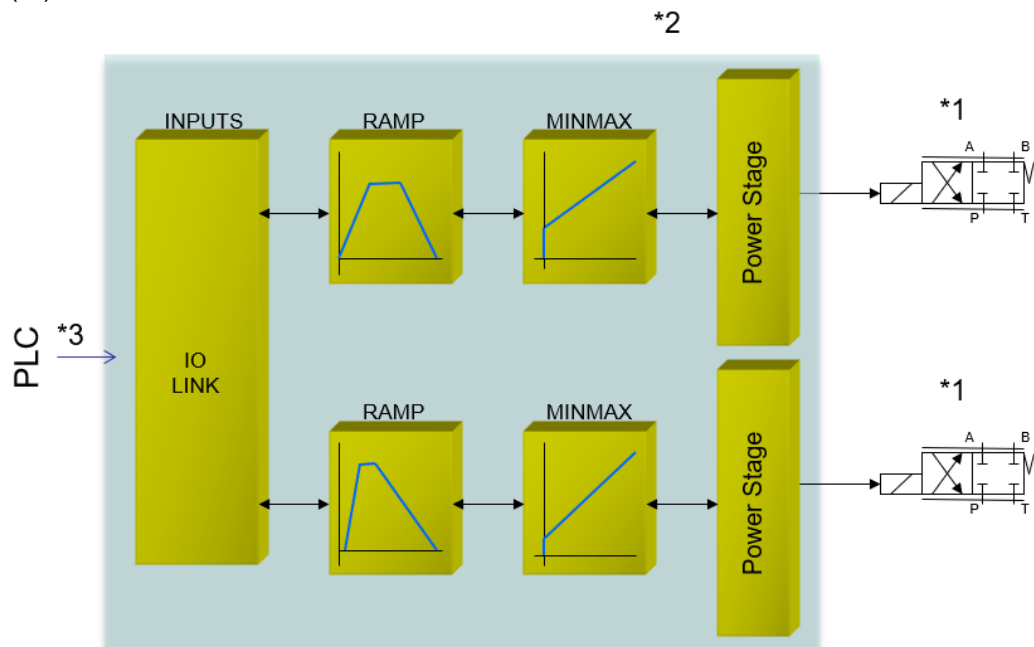 *2
INPUTS
RAMP
MINMAX
Power Stage
*1
A
B
P
T
PLC
*3
IO
LINK
RAMP
MINMAX
Power Stage
*1
A
B
P
T